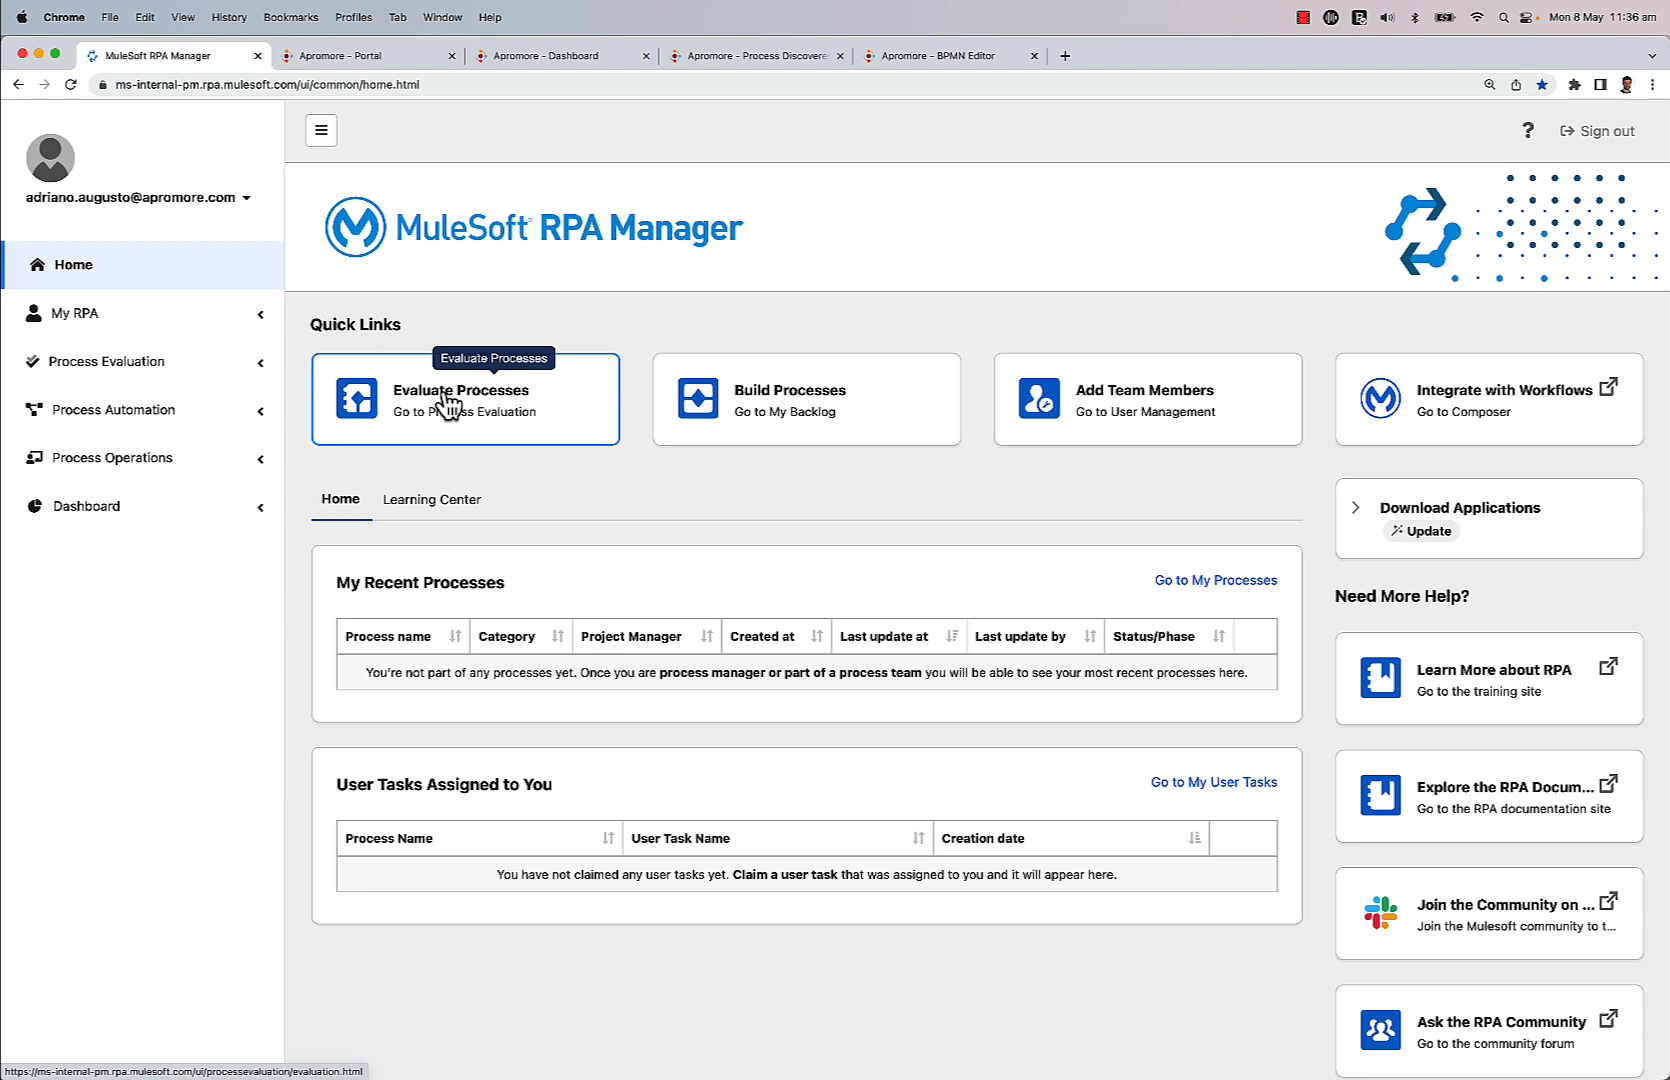 Chrome File Edit View History Bookmarks Profiles Tab Window Help
Mon 8 May 11:36 am
MuleSoft RPA Manager
Apromore - Portal
Apromore - Dashboard
Apromore - Process Discovere
Apromore - BPMN Editor
ms-internal-pm.rpa.mulesoft.com/ui/common/home.html
adriano.augusto@apromore.com
? Sign out
MuleSoft RPA Manager
Home
My RPA
Process Evaluation
Process Automation
Process Operations
Dashboard
Quick Links
Evaluate Processes
Evaluate Processes
Go to Evaluation
Build Processes
Go to My Backlog
Add Team Members
Go to User Management
Integrate with Workflows
Go to Composer
Home Learning Center
My Recent Processes
Go to My Processes
Process name Category Project Manager Created at Last update at Last update by Status/Phase
You're not part of any processes yet. Once you are process manager or part of a process team you will be able to see your most recent processes here.
User Tasks Assigned to You
Go to My User Tasks
Process Name User Task Name Creation date
You have not claimed any user tasks yet. Claim a user task that was assigned to you and it will appear here.
Download Applications
Update
Need More Help?
Learn More about RPA
Go to the training site
Explore the RPA Docum...
Go to the RPA documentation site
Join the Community on ...
Join the Mulesoft community to t...
Ask the RPA Community
Go to the community forum
https://ms-internal-pm.rpa.mulesoft.com/ui/processevaluation/evaluation.html